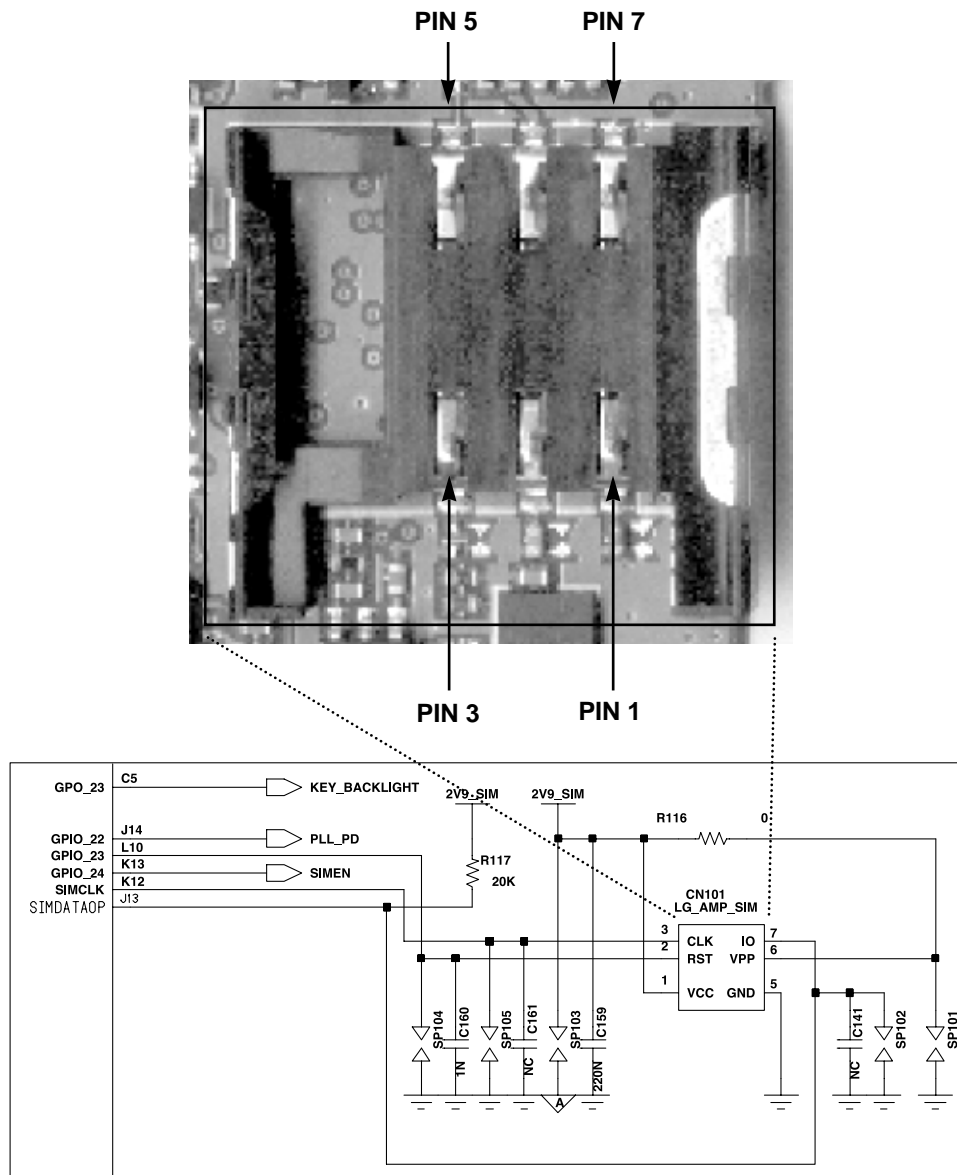 PIN 5
PIN 7
PIN 3
PIN 1
GPO_23 C5 KEY_BACKLIGHT
2V9_SIM 2V9_SIM
R116 0
GPIO_22 J14 PLL_PD
GPIO_23 L10
GPIO_24 K13 SIMEN
SIMCLK K12
SIMDATAOP J13
R117
20K
CN101
LG_AMP_SIM
3 CLK IO 7
2 RST VPP 6
1 VCC GND 5
SP104
C160
1N
SP105
C161
NC
SP103
A
C159
220N
C141
NC
SP102
SP101